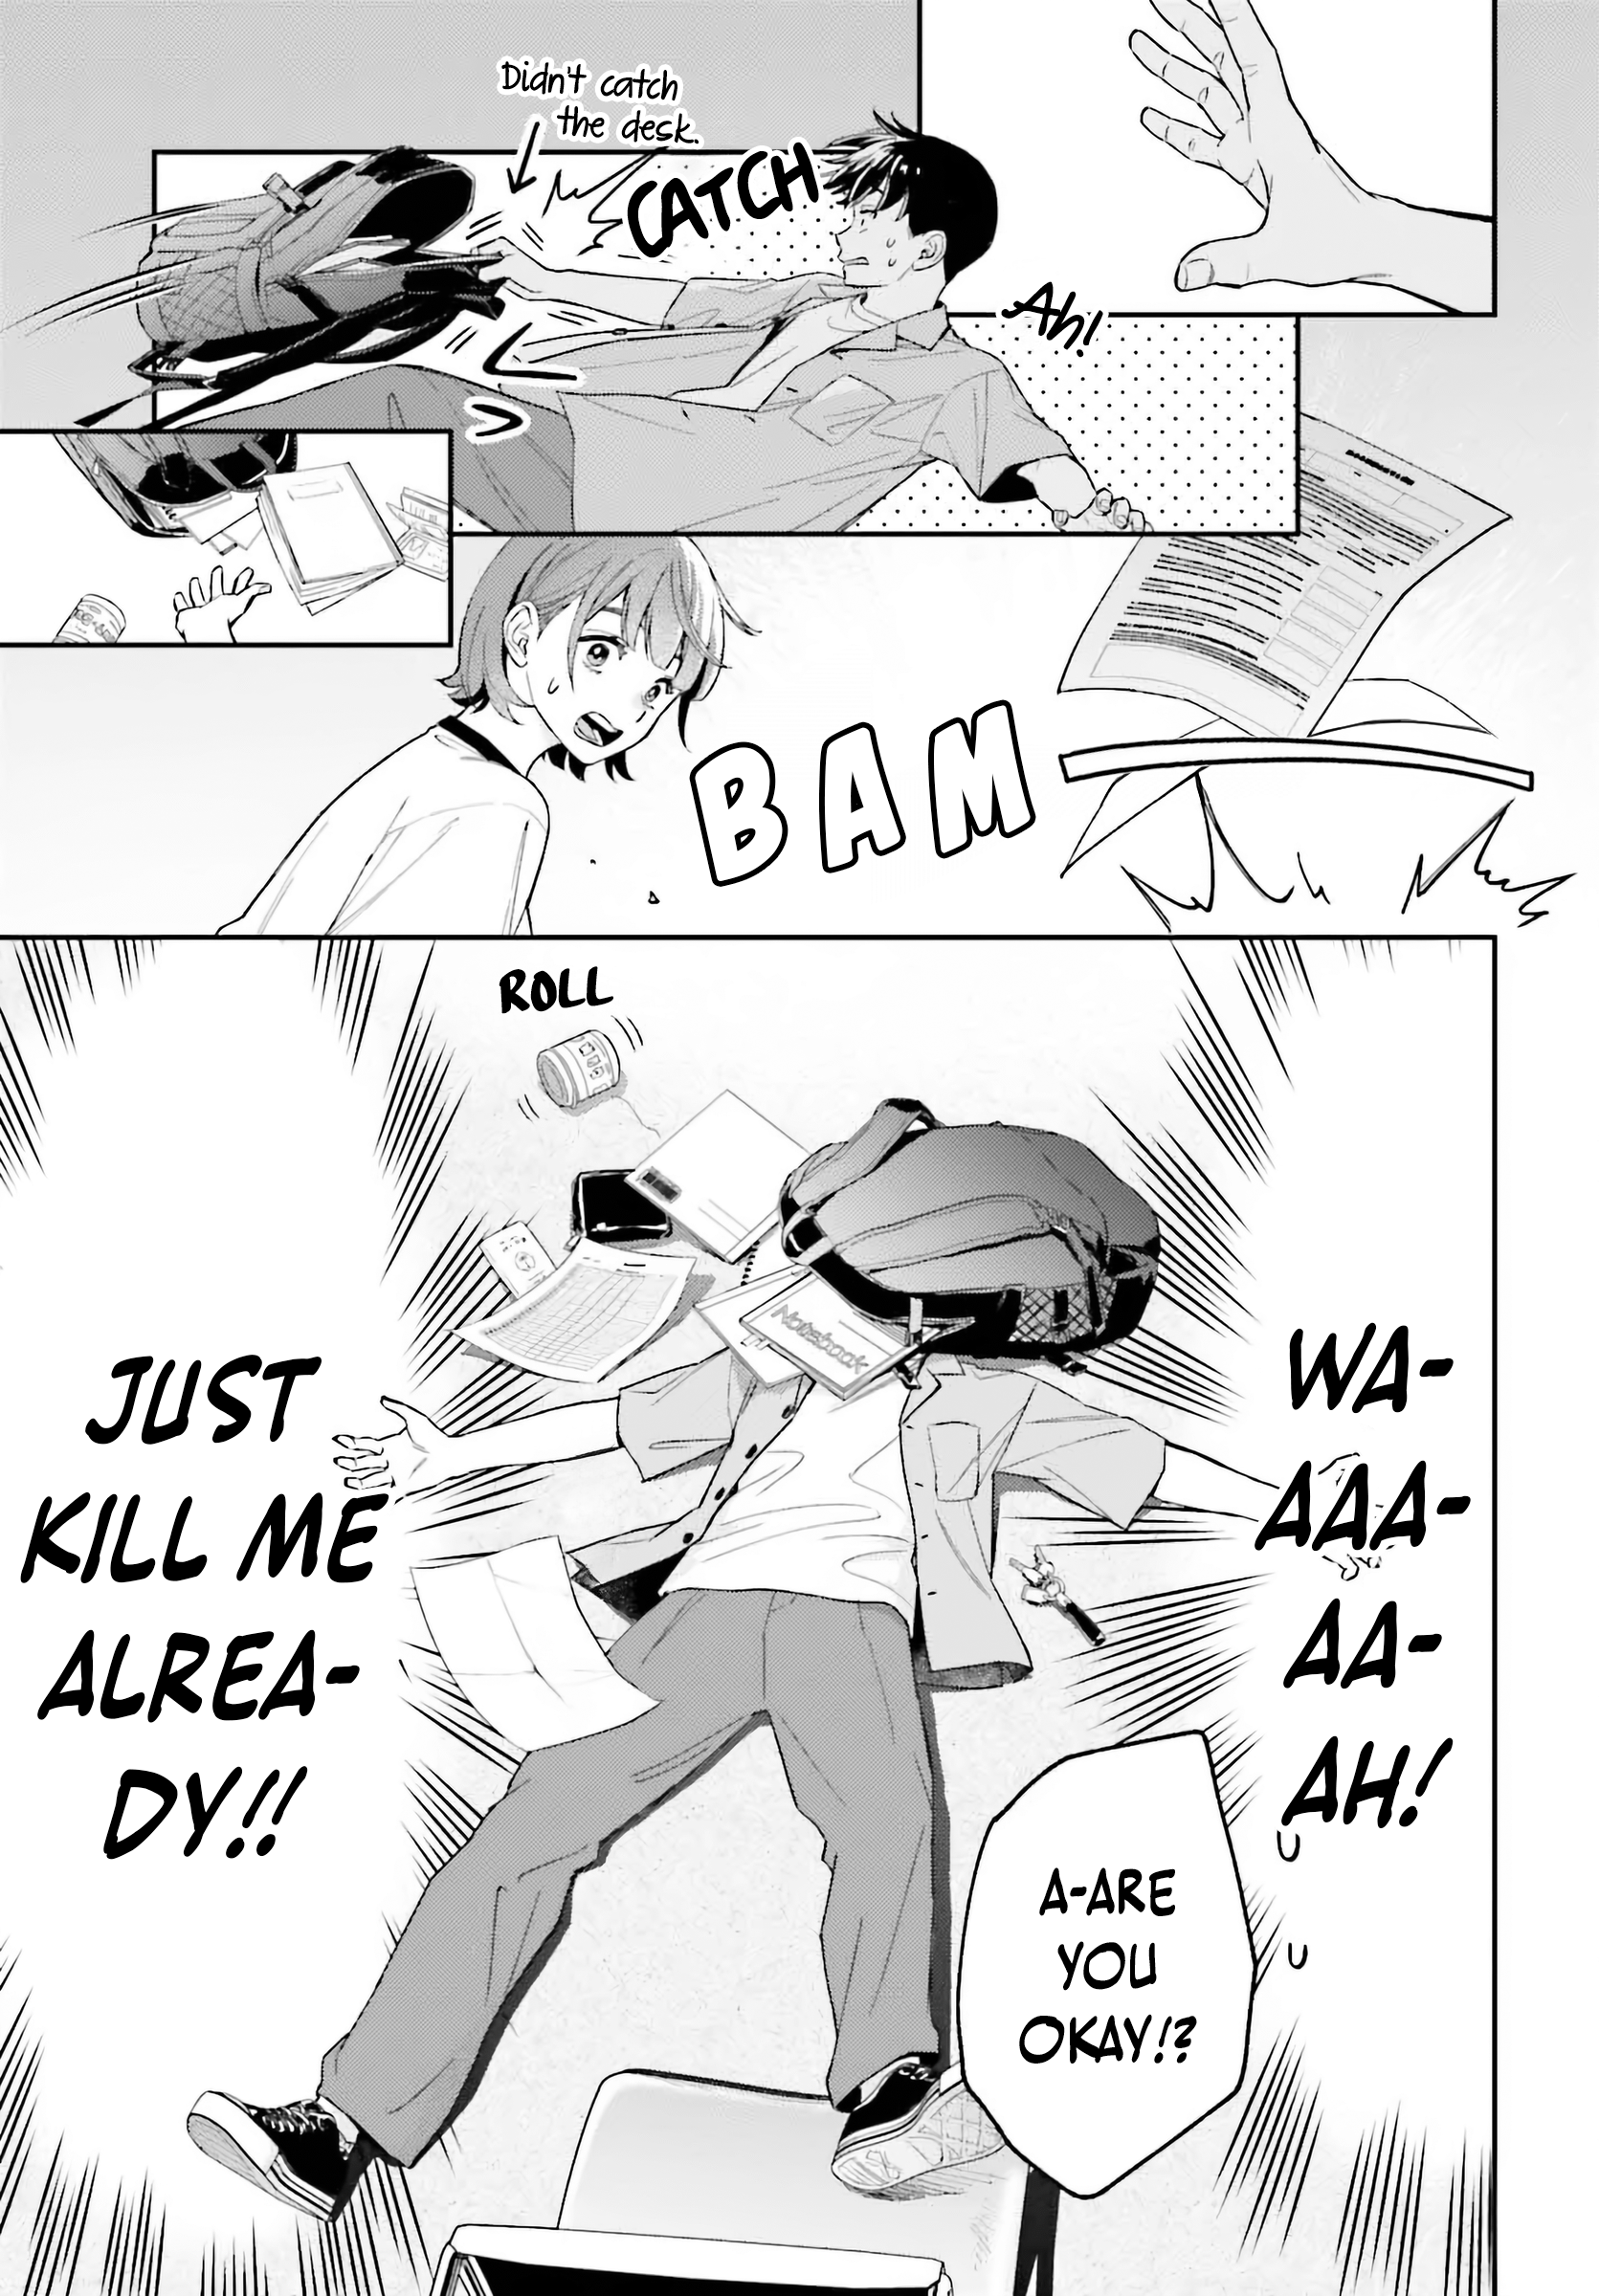 Didn't catch
the desk.
CATCH
Ah!
BAM
ROLL
Notebook
WA-
AAAA-
AA-
AH!
JUST
KILL ME
ALREA-
DY!!
A-ARE
YOU
OKAY!?